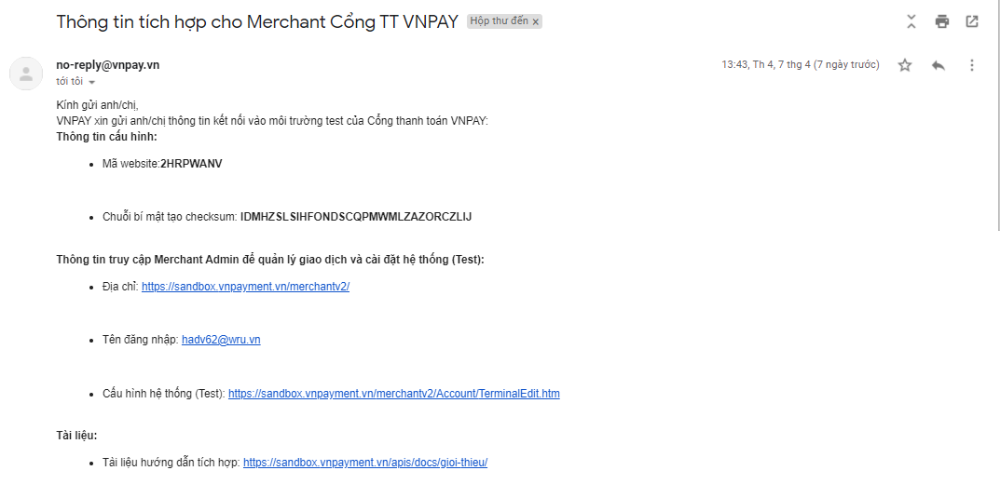 Thông tin tích hợp cho Merchant Cổng TT VNPAY Hộp thư đến x
no-reply@vnpay.vn 13:43, Th 4, 7 thg 4 (7 ngày trước)
tới tôi
Kính gửi anh/chị,
VNPAY xin gửi anh/chị thông tin kết nối vào môi trường test của Cổng thanh toán VNPAY:
Thông tin cấu hình:
• Mã website:2HRPWANV
• Chuỗi bí mật tạo checksum: IDMHZSLSIHFONDSCQPMWMLZAZORCZLIJ
Thông tin truy cập Merchant Admin để quản lý giao dịch và cài đặt hệ thống (Test):
• Địa chỉ: https://sandbox.vnpayment.vn/merchantv2/
• Tên đăng nhập: hadv62@wru.vn
• Cấu hình hệ thống (Test): https://sandbox.vnpayment.vn/merchantv2/Account/TerminalEdit.htm
Tài liệu:
• Tài liệu hướng dẫn tích hợp: https://sandbox.vnpayment.vn/apis/docs/gioi-thieu/